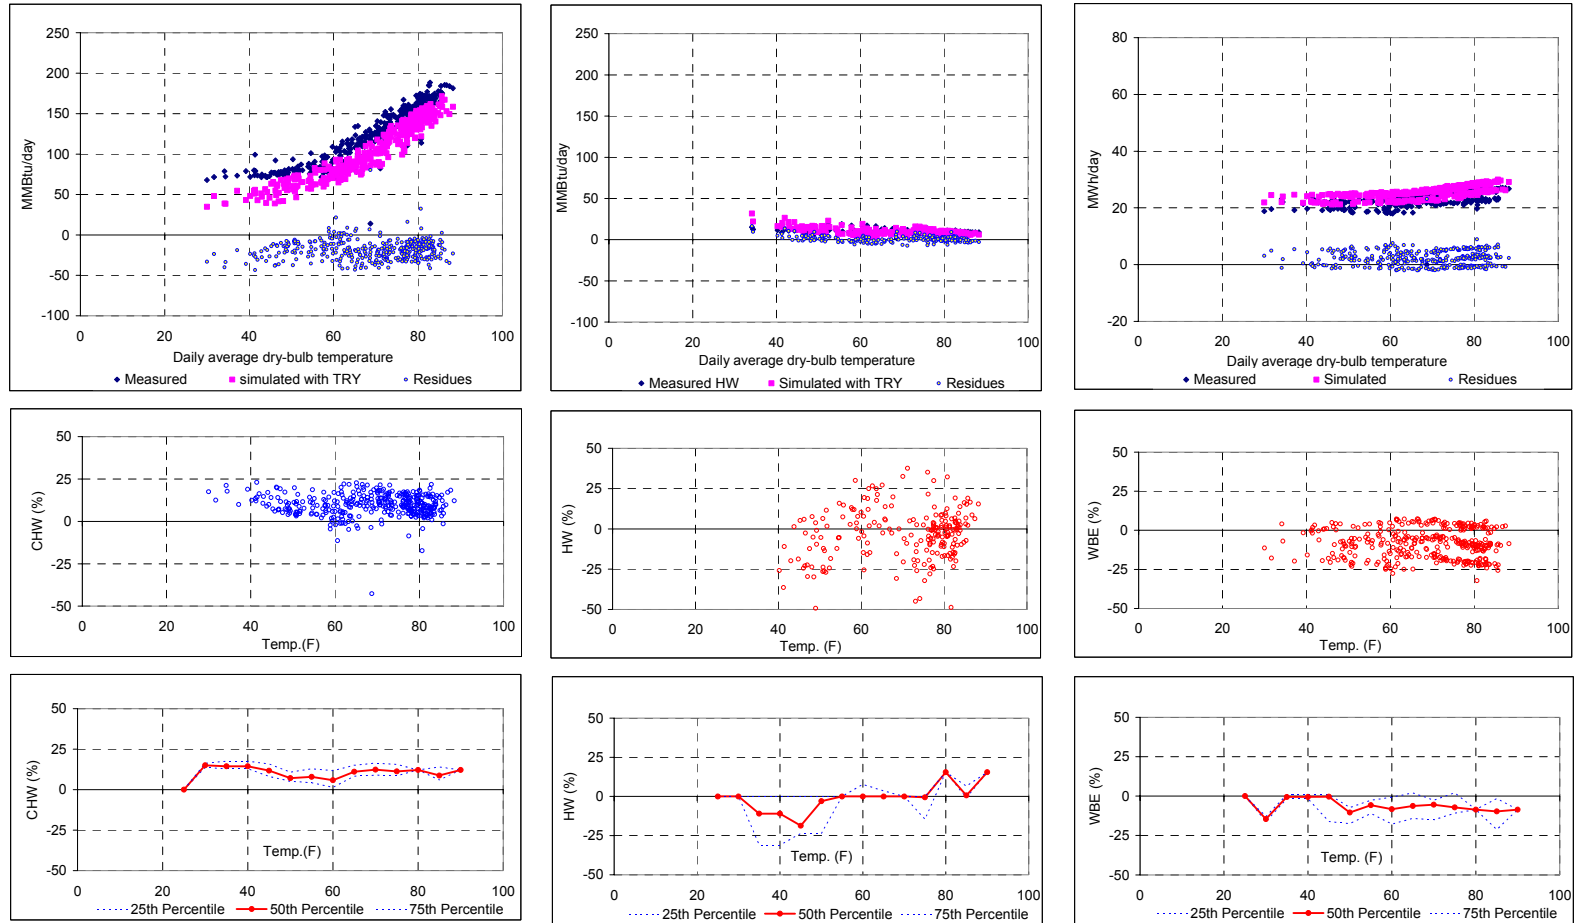 250
200
150
100
50
0
-50
-100
MMBtu/day
0 20 40 60 80 100
Daily average dry-bulb temperature
Measured simulated with TRY Residues
250
200
150
100
50
0
-50
-100
MMBtu/day
0 20 40 60 80 100
Daily average dry-bulb temperature
Measured HW Simulated with TRY Residues
80
60
40
20
0
-20
MWh/day
0 20 40 60 80 100
Daily average dry-bulb temperature
Measured Simulated Residues
50
25
0
-25
-50
CHW (%)
0 20 40 60 80 100
Temp.(F)
50
25
0
-25
-50
HW (%)
0 20 40 60 80 100
Temp. (F)
50
25
0
-25
-50
WBE (%)
0 20 40 60 80 100
Temp. (F)
50
25
0
-25
-50
CHW (%)
Temp.(F)
0 20 40 60 80 100
25th Percentile 50th Percentile 75th Percentile
50
25
0
-25
-50
HW (%)
Temp. (F)
0 20 40 60 80 100
25th Percentile 50th Percentile 75th Percentile
50
25
0
-25
-50
WBE (%)
Temp. (F)
0 20 40 60 80 100
25th Percentile 50th Percentile 75th Percentile